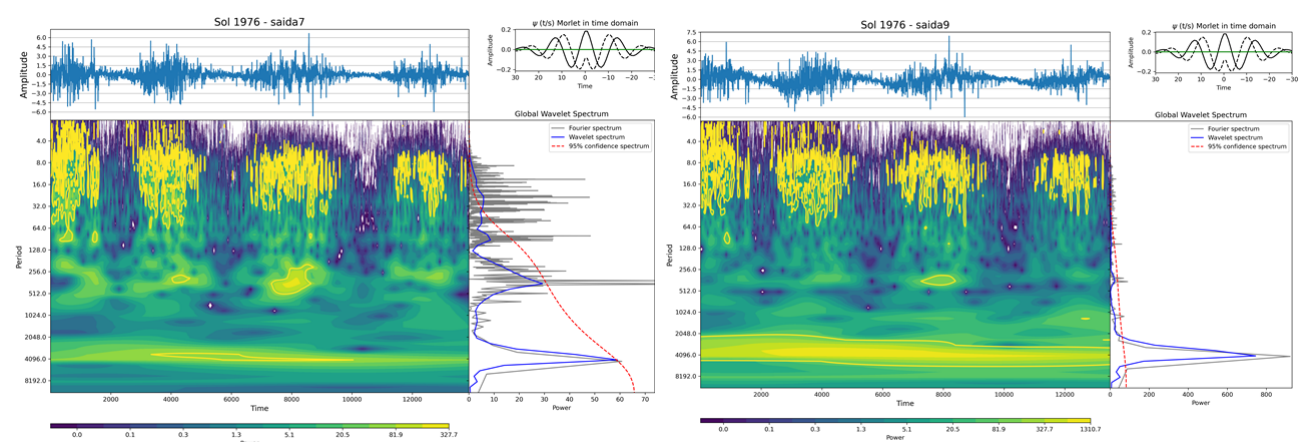 Sol 1976 - saida7
Amplitude
6.0
4.5
3.0
1.5
0.0
−1.5
−3.0
−4.5
−6.0
ψ (t/s) Morlet in time domain
Amplitude
0.2
0.0
−0.2
30 20 10 0 −10 −20
Time
Period
4.0
8.0
16.0
32.0
64.0
128.0
256.0
512.0
1024.0
2048.0
4096.0
8192.0
2000 4000 6000 8000 10000 12000
Time
Global Wavelet Spectrum
Fourier spectrum
Wavelet spectrum
95% confidence spectrum
0 10 20 30 40 50 60 70
Power
0.0 0.1 0.3 1.3 5.1 20.5 81.9 327.7
Sol 1976 - saida9
Amplitude
7.5
6.0
4.5
3.0
1.5
0.0
−1.5
−3.0
−4.5
−6.0
ψ (t/s) Morlet in time domain
Amplitude
0.2
0.0
−0.2
30 20 10 0 −10 −20 −30
Time
Period
4.0
8.0
16.0
32.0
64.0
128.0
256.0
512.0
1024.0
2048.0
4096.0
8192.0
2000 4000 6000 8000 10000 12000
Time
Global Wavelet Spectrum
Fourier spectrum
Wavelet spectrum
95% confidence spectrum
0 200 400 600 800
Power
0.0 0.1 0.3 1.3 5.1 20.5 81.9 327.7 1310.7
Power